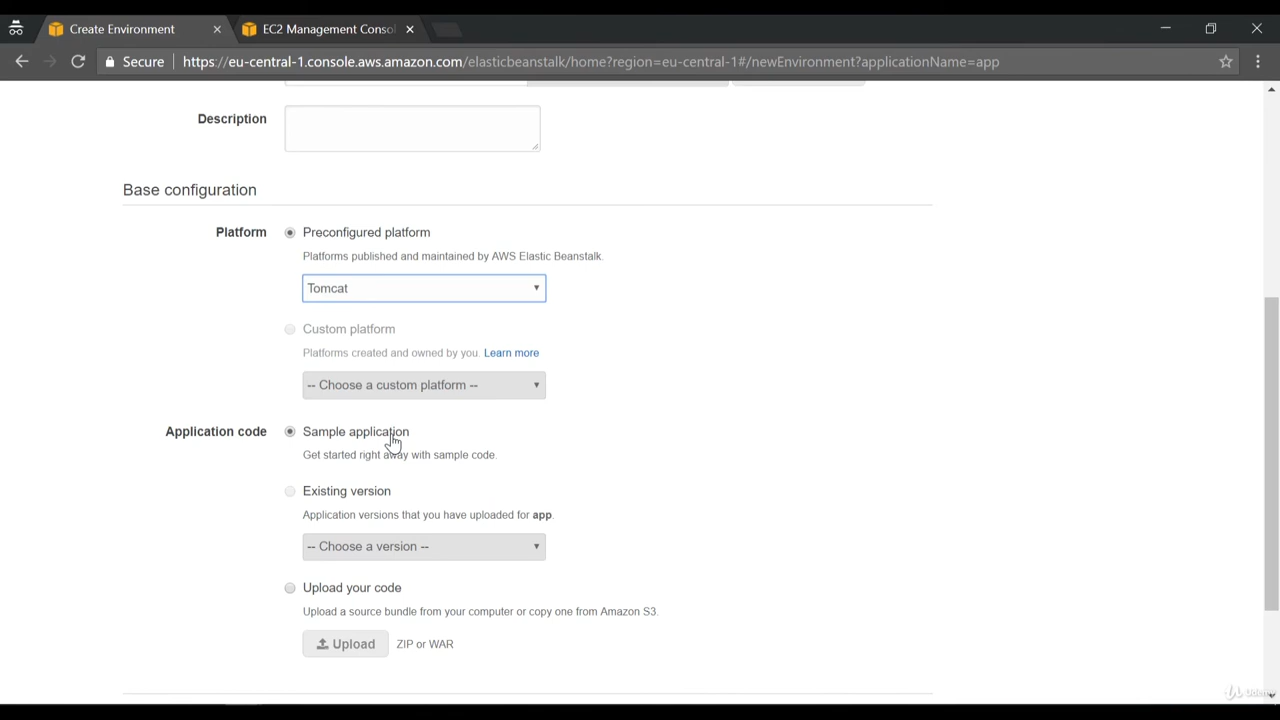 Create Environment
EC2 Management Conso
Secure
https://eu-central-1.console.aws.amazon.com/elasticbeanstalk/home?region=eu-central-1#/newEnvironment?applicationName=app
Description
Base configuration
Platform
Preconfigured platform
Platforms published and maintained by AWS Elastic Beanstalk.
Tomcat
Custom platform
Platforms created and owned by you. Learn more
-- Choose a custom platform --
Application code
Sample application
Get started right away with sample code.
Existing version
Application versions that you have uploaded for app.
-- Choose a version --
Upload your code
Upload a source bundle from your computer or copy one from Amazon S3.
Upload
ZIP or WAR
Udemy